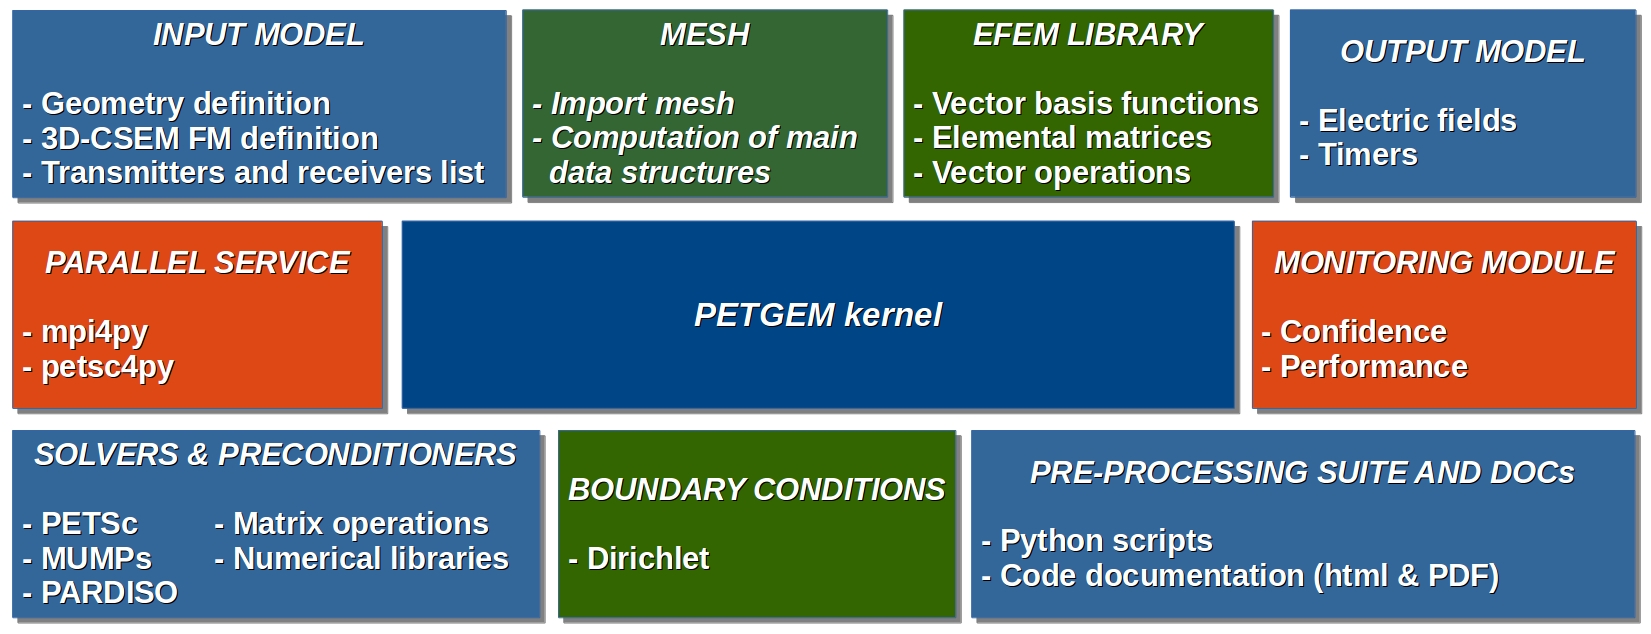 INPUT MODEL
- Geometry definition
- 3D-CSEM FM definition
- Transmitters and receivers list
MESH
- Import mesh
- Computation of main
data structures
EFEM LIBRARY
- Vector basis functions
- Elemental matrices
- Vector operations
OUTPUT MODEL
- Electric fields
- Timers
PARALLEL SERVICE
- mpi4py
- petsc4py
PETGEM kernel
MONITORING MODULE
- Confidence
- Performance
SOLVERS & PRECONDITIONERS
- PETSc
- MUMPs
- PARDISO
- Matrix operations
- Numerical libraries
BOUNDARY CONDITIONS
- Dirichlet
PRE-PROCESSING SUITE AND DOCs
- Python scripts
- Code documentation (html & PDF)